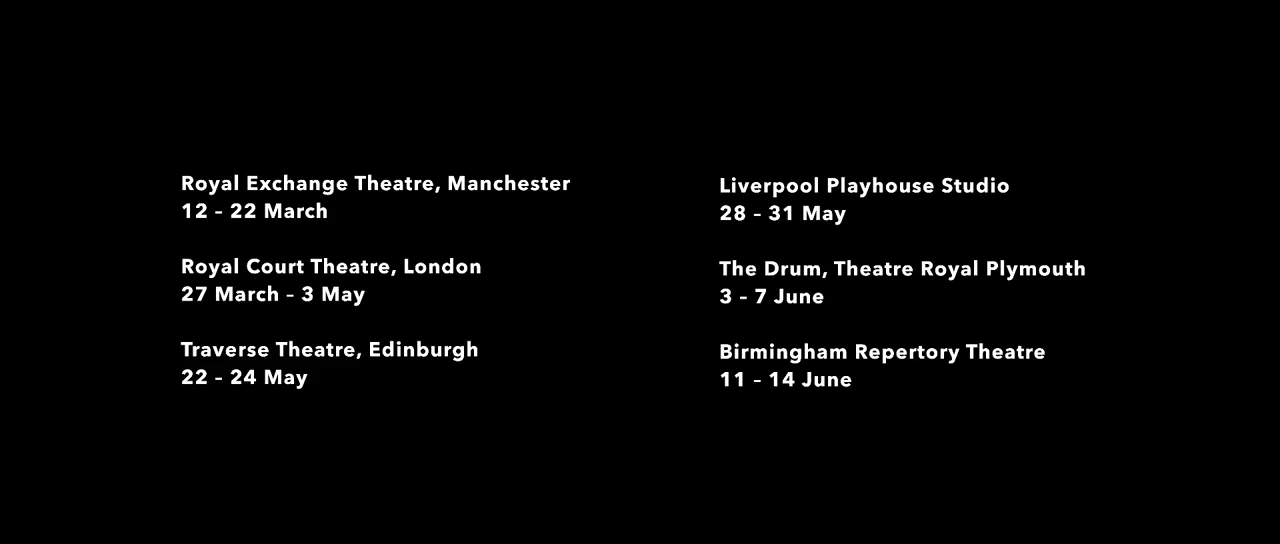 Royal Exchange Theatre, Manchester
12 – 22 March
Royal Court Theatre, London
27 March – 3 May
Traverse Theatre, Edinburgh
22 – 24 May
Liverpool Playhouse Studio
28 – 31 May
The Drum, Theatre Royal Plymouth
3 – 7 June
Birmingham Repertory Theatre
11 – 14 June